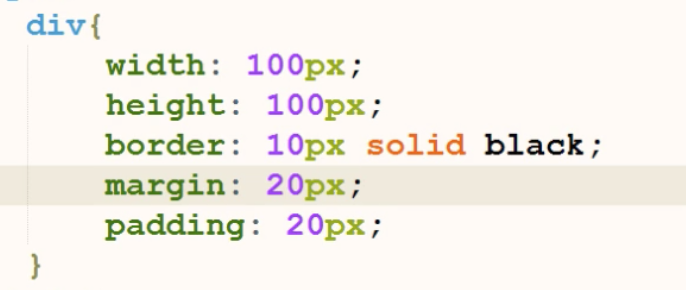 div{
width: 100px;
height: 100px;
border: 10px solid black;
margin: 20px;
padding: 20px;
}